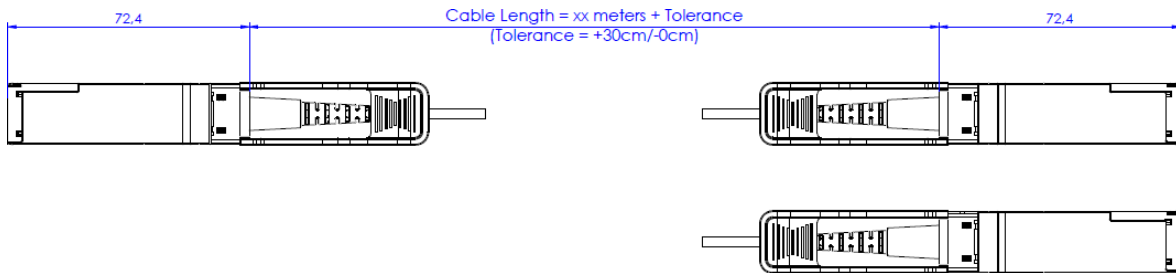 72,4
Cable Length = xx meters + Tolerance
(Tolerance = +30cm/-0cm)
72,4